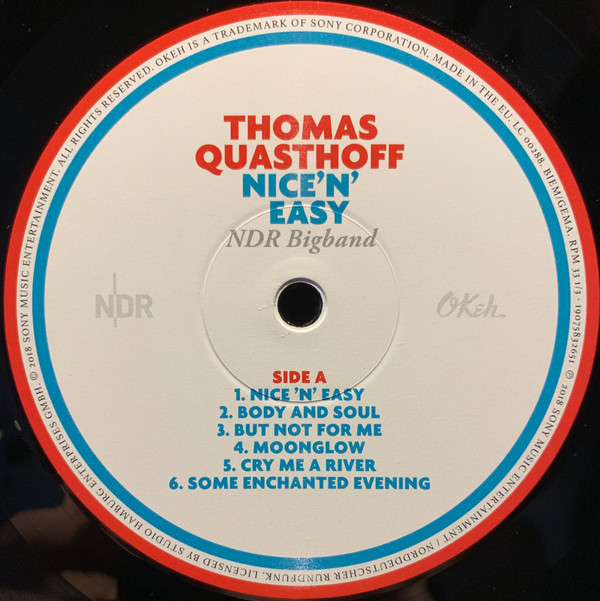 THOMAS
QUASTHOFF
NICE'N'
EASY
NDR Bigband
NDR
OKeh
SIDE A
1. NICE 'N' EASY
2. BODY AND SOUL
3. BUT NOT FOR ME
4. MOONGLOW
5. CRY ME A RIVER
6. SOME ENCHANTED EVENING
℗ 2018 SONY MUSIC ENTERTAINMENT / NORDDEUTSCHER RUNDFUNK. LICENSED BY STUDIO HAMBURG ENTERPRISES GMBH. © 2018 SONY MUSIC ENTERTAINMENT. ALL RIGHTS RESERVED. OKEH IS A TRADEMARK OF SONY CORPORATION. MADE IN THE EU. LC 00288. BIEM/GEMA. RPM 33 1/3 · 19075832651